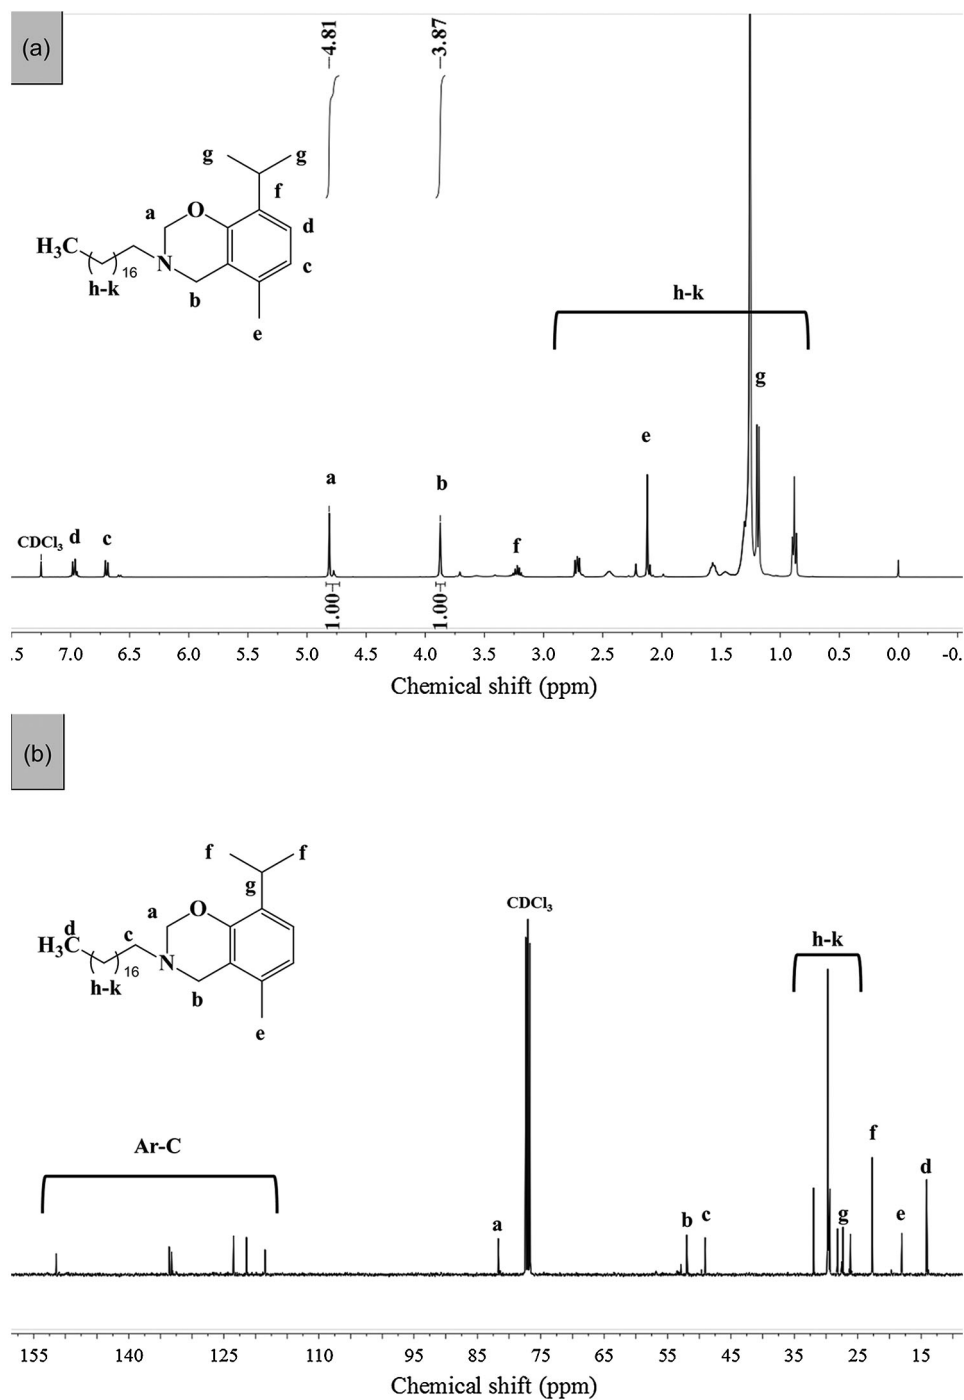 (a)
4.81
3.87
g g
f
a O d
H₃C 16 N c
h-k b
e
h-k
g
e
a b
CDCl₃ d c f
1.00 1.00
.5 7.0 6.5 6.0 5.5 5.0 4.5 4.0 3.5 3.0 2.5 2.0 1.5 1.0 0.5 0.0 -0.
Chemical shift (ppm)
(b)
f f
g
a O
d c
H₃C 16 N
h-k b
e
CDCl₃
h-k
Ar-C
f
d
a b c g e
155 140 125 110 95 85 75 65 55 45 35 25 15
Chemical shift (ppm)